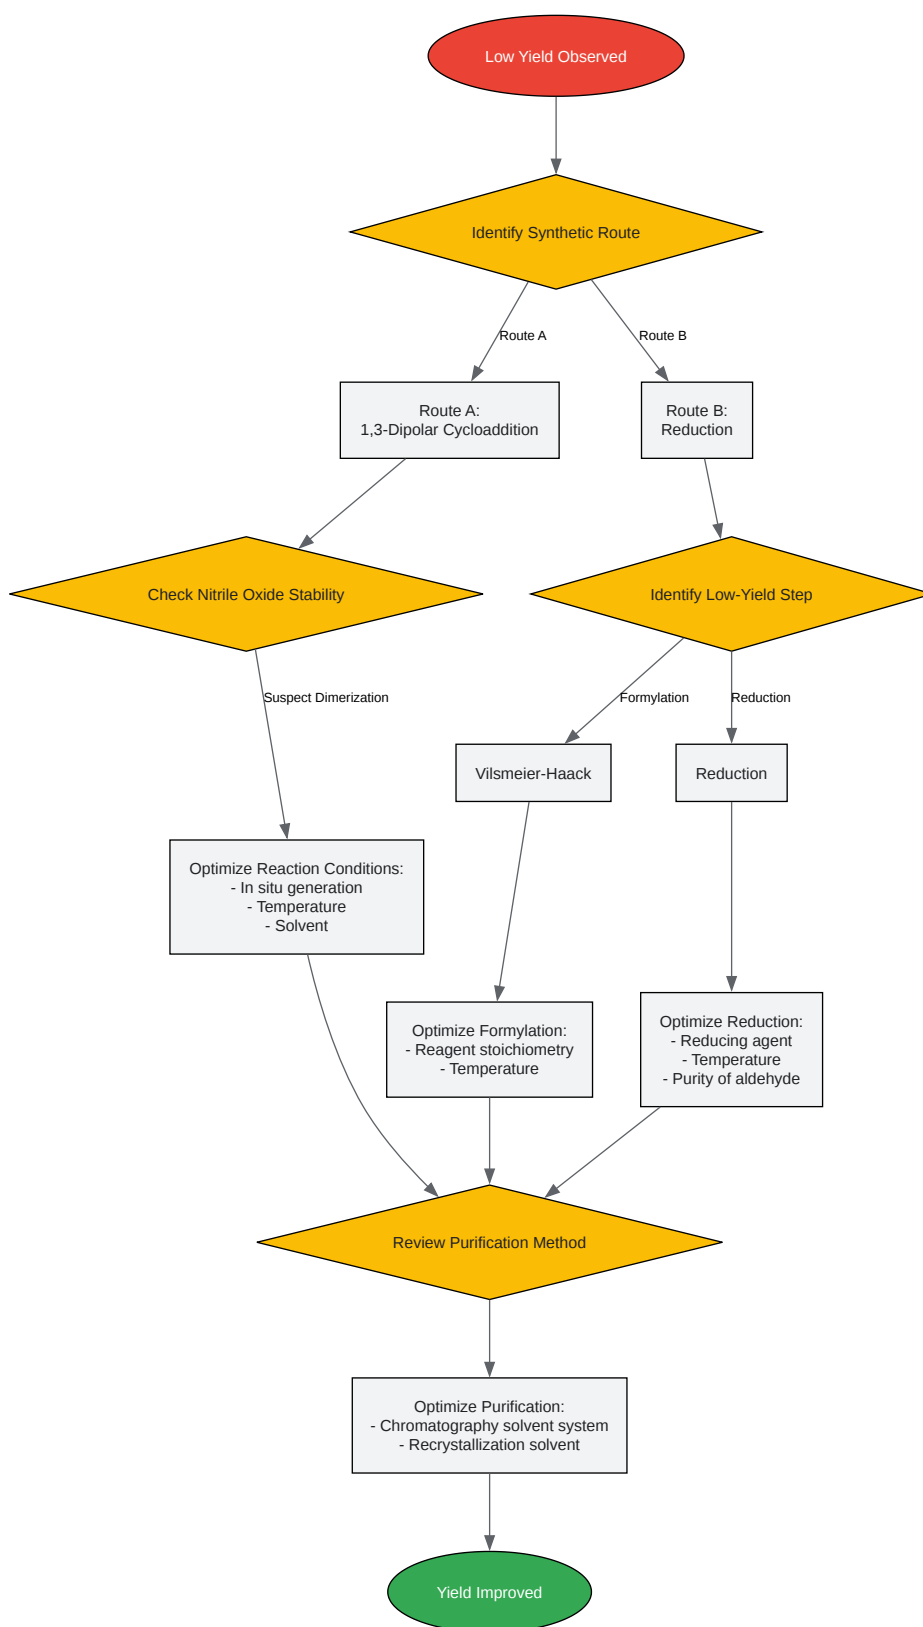 Low Yield Observed
Identify Synthetic Route
Route A
Route B
Route A:
1,3-Dipolar Cycloaddition
Route B:
Reduction
Check Nitrile Oxide Stability
Identify Low-Yield Step
Suspect Dimerization
Formylation
Reduction
Vilsmeier-Haack
Reduction
Optimize Reaction Conditions:
- In situ generation
- Temperature
- Solvent
Optimize Formylation:
- Reagent stoichiometry
- Temperature
Optimize Reduction:
- Reducing agent
- Temperature
- Purity of aldehyde
Review Purification Method
Optimize Purification:
- Chromatography solvent system
- Recrystallization solvent
Yield Improved